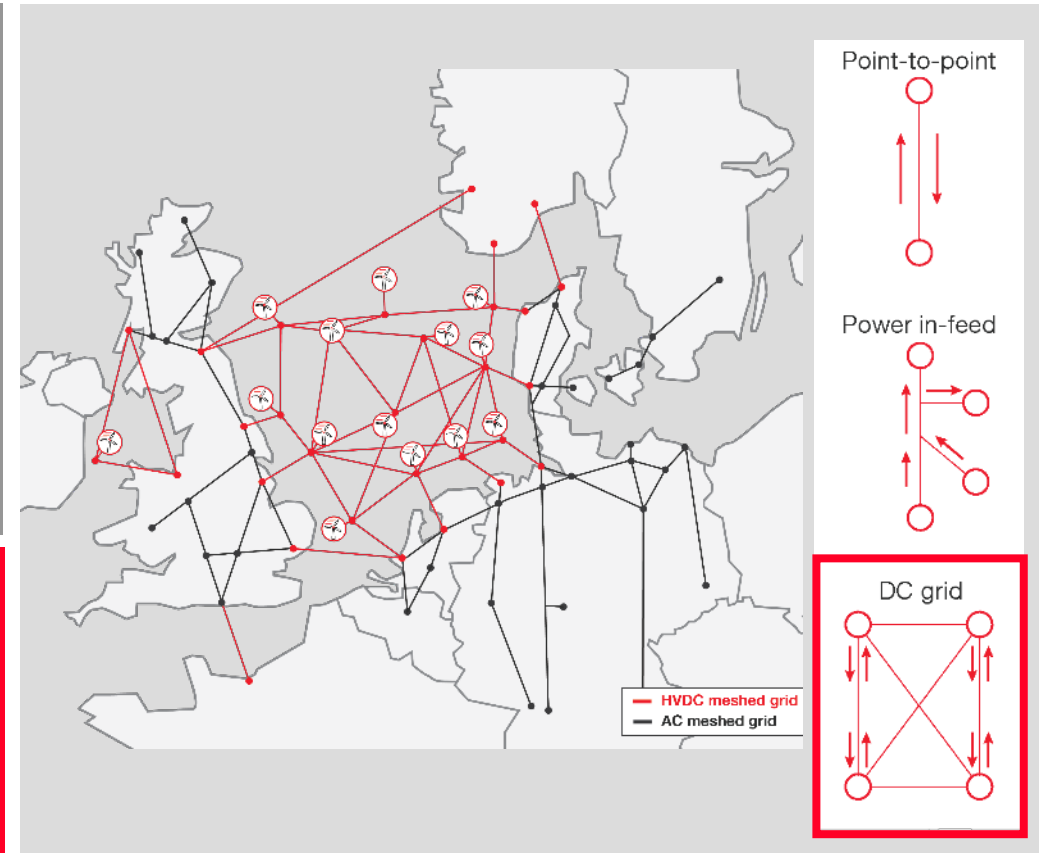 Point-to-point
Power in-feed
DC grid
HVDC meshed grid
AC meshed grid